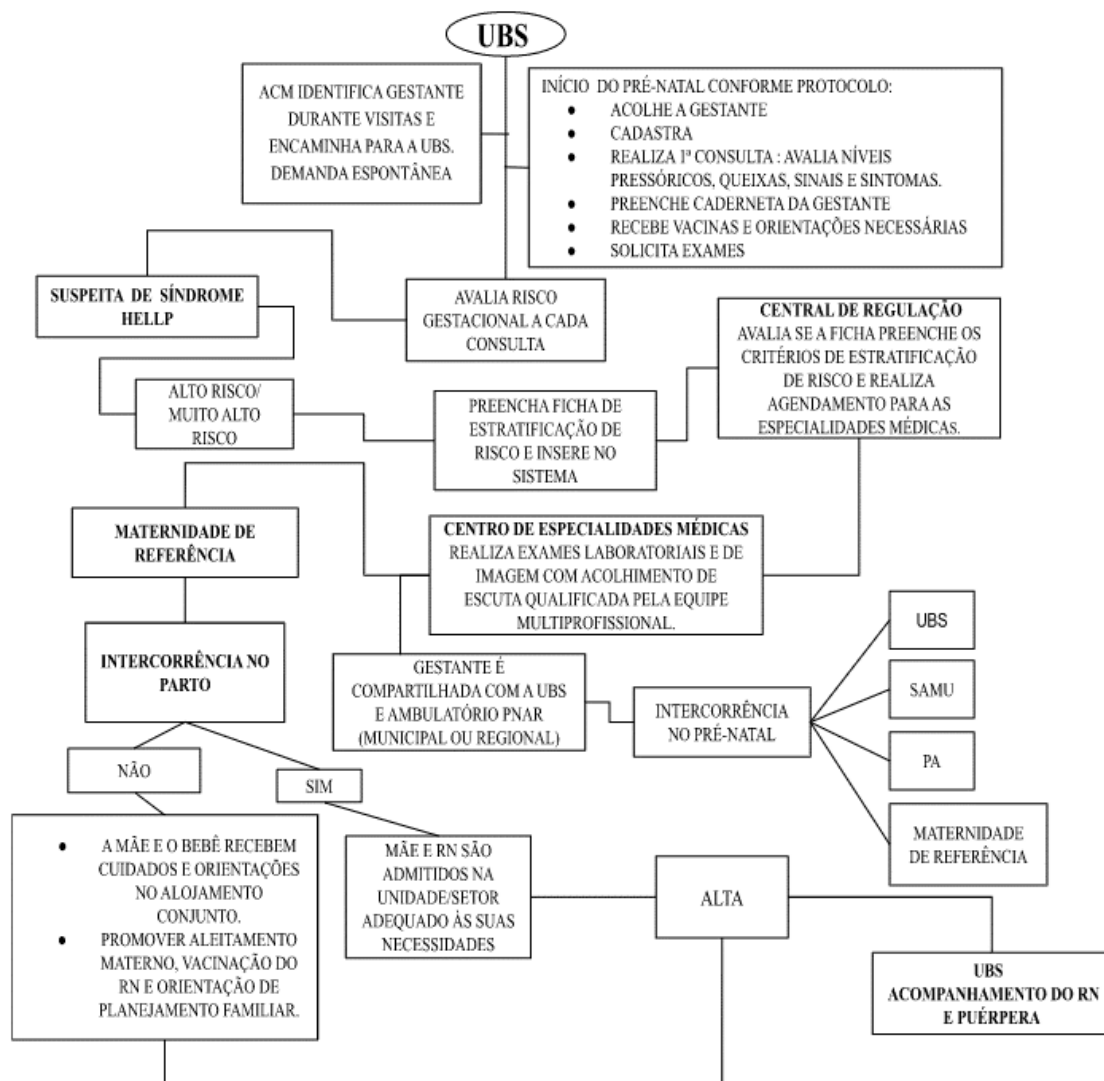 UBS
ACM IDENTIFICA GESTANTE
DURANTE VISITAS E
ENCAMINHA PARA A UBS.
DEMANDA ESPONTÂNEA
INÍCIO DO PRÉ-NATAL CONFORME PROTOCOLO:
● ACOLHE A GESTANTE
● CADASTRA
● REALIZA 1ª CONSULTA : AVALIA NÍVEIS
PRESSÓRICOS, QUEIXAS, SINAIS E SINTOMAS.
● PREENCHE CADERNETA DA GESTANTE
● RECEBE VACINAS E ORIENTAÇÕES NECESSÁRIAS
● SOLICITA EXAMES
SUSPEITA DE SÍNDROME
HELLP
AVALIA RISCO
GESTACIONAL A CADA
CONSULTA
CENTRAL DE REGULAÇÃO
AVALIA SE A FICHA PREENCHE OS
CRITÉRIOS DE ESTRATIFICAÇÃO
DE RISCO E REALIZA
AGENDAMENTO PARA AS
ESPECIALIDADES MÉDICAs.
ALTO RISCO/
MUITO ALTO
RISCO
PREENCHA FICHA DE
ESTRATIFICAÇÃO DE
RISCO E INSERE NO
SISTEMA
MATERNIDADE DE
REFERÊNCIA
CENTRO DE ESPECIALIDADES MÉDICAS
REALIZA EXAMES LABORATORIAIS E DE
IMAGEM COM ACOLHIMENTO DE
ESCUTA QUALIFICADA PELA EQUIPE
MULTIPROFISSIONAL.
INTERCORRÊNCIA NO
PARTO
GESTANTE É
COMPARTILHADA COM A UBS
E AMBULATÓRIO PNAR
(MUNICIPAL OU REGIONAL)
INTERCORRÊNCIA
NO PRÉ-NATAL
UBS
SAMU
PA
MATERNIDADE
DE REFERÊNCIA
NÃO
SIM
● A MÃE E O BEBÊ RECEBEM
CUIDADOS E ORIENTAÇÕES
NO ALOJAMENTO
CONJUNTO.
● PROMOVER ALEITAMENTO
MATERNO, VACINAÇÃO DO
RN E ORIENTAÇÃO DE
PLANEJAMENTO FAMILIAR.
MÃE E RN SÃO
ADMITIDOS NA
UNIDADE/SETOR
ADEQUADO ÀS SUAS
NECESSIDADES
ALTA
UBS
ACOMPANHAMENTO DO RN
E PUÉRPERA